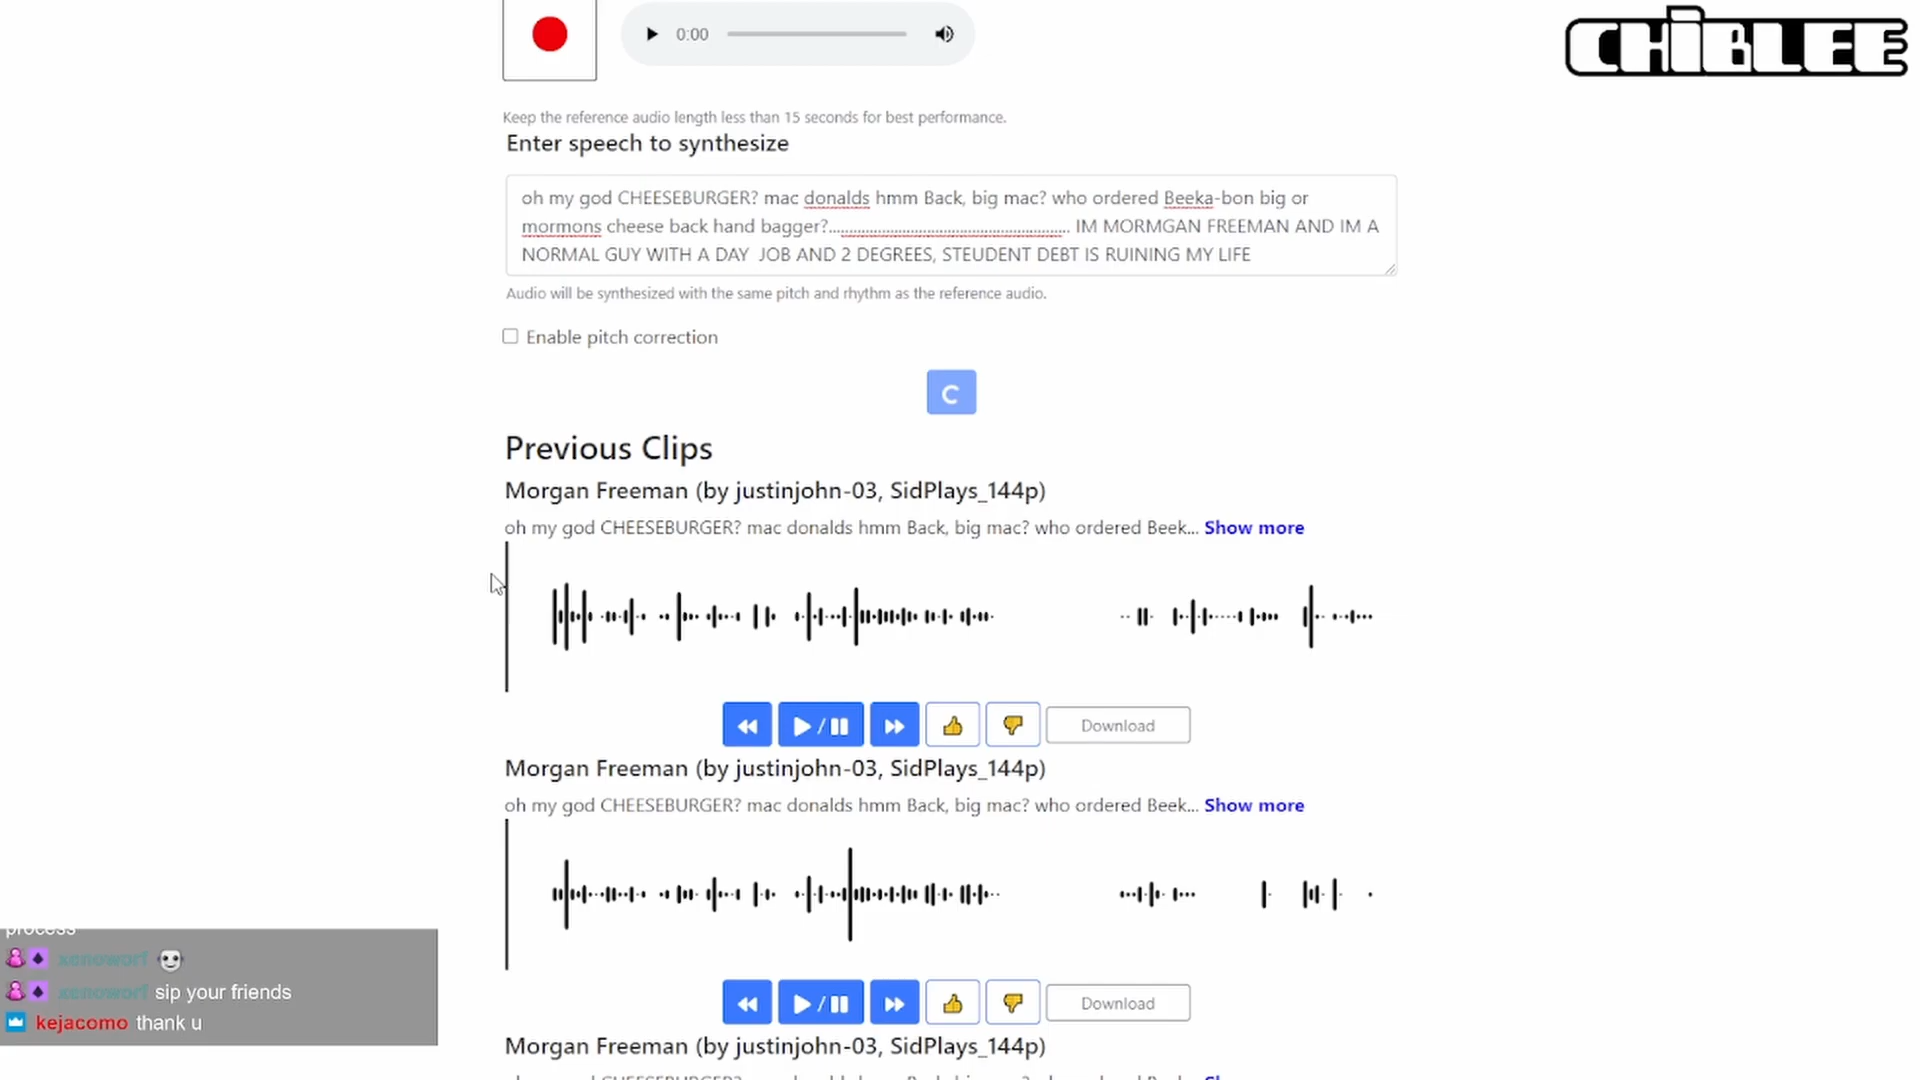 CHiBLEE
0:00
Keep the reference audio length less than 15 seconds for best performance.
Enter speech to synthesize
oh my god CHEESEBURGER? mac donalds hmm Back, big mac? who ordered Beeka-bon big or
mormons cheese back hand bagger?................................................................ IM MORMGAN FREEMAN AND IM A
NORMAL GUY WITH A DAY  JOB AND 2 DEGREES, STEUDENT DEBT IS RUINING MY LIFE
Audio will be synthesized with the same pitch and rhythm as the reference audio.
Enable pitch correction
Previous Clips
Morgan Freeman (by justinjohn-03, SidPlays_144p)
oh my god CHEESEBURGER? mac donalds hmm Back, big mac? who ordered Beek... Show more
Download
Morgan Freeman (by justinjohn-03, SidPlays_144p)
oh my god CHEESEBURGER? mac donalds hmm Back, big mac? who ordered Beek... Show more
Download
Morgan Freeman (by justinjohn-03, SidPlays_144p)
process
xenoworf
xenoworf sip your friends
kejacomo thank u